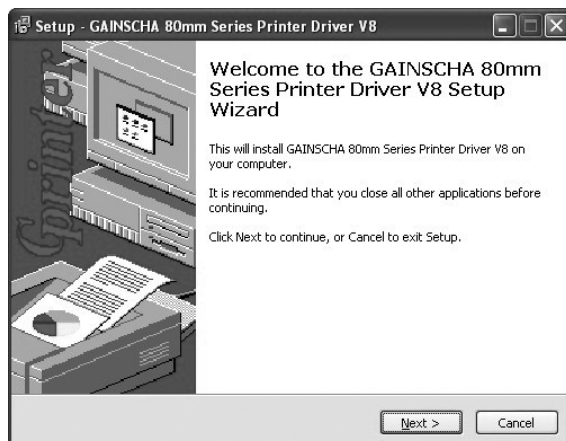 Setup - GAINSCHA 80mm Series Printer Driver V8
Gprinter
Welcome to the GAINSCHA 80mm
Series Printer Driver V8 Setup
Wizard
This will install GAINSCHA 80mm Series Printer Driver V8 on
your computer.
It is recommended that you close all other applications before
continuing.
Click Next to continue, or Cancel to exit Setup.
Next >
Cancel